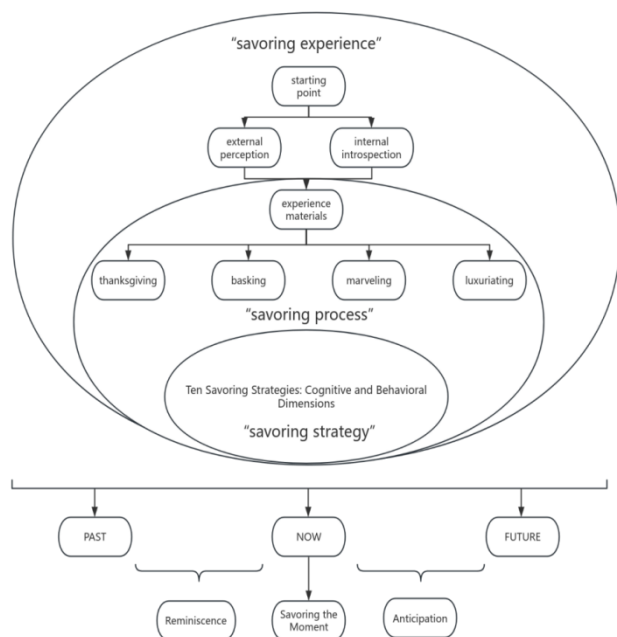 “savoring experience”
starting
point
external
perception
internal
introspection
experience
materials
thanksgiving
basking
marveling
luxuriating
“savoring process”
Ten Savoring Strategies: Cognitive and Behavioral
Dimensions
“savoring strategy”
PAST
NOW
FUTURE
Reminiscence
Savoring the
Moment
Anticipation